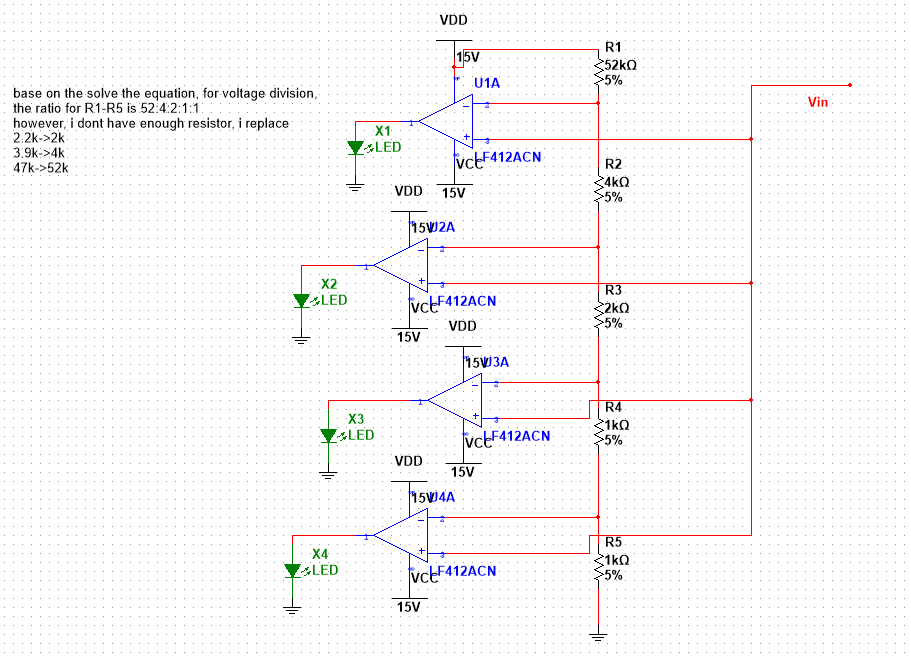 VDD
15V
R1
52kΩ
5%
U1A
2
3
1
LF412ACN
VCC
15V
X1
LED
Vin
base on the solve the equation, for voltage division,
the ratio for R1-R5 is 52:4:2:1:1
however, i dont have enough resistor, i replace
2.2k->2k
3.9k->4k
47k->52k
R2
4kΩ
5%
VDD
15V
U2A
2
3
1
LF412ACN
VCC
15V
X2
LED
R3
2kΩ
5%
VDD
15V
U3A
2
3
1
LF412ACN
VCC
15V
X3
LED
R4
1kΩ
5%
VDD
15V
U4A
2
3
1
LF412ACN
VCC
15V
X4
LED
R5
1kΩ
5%